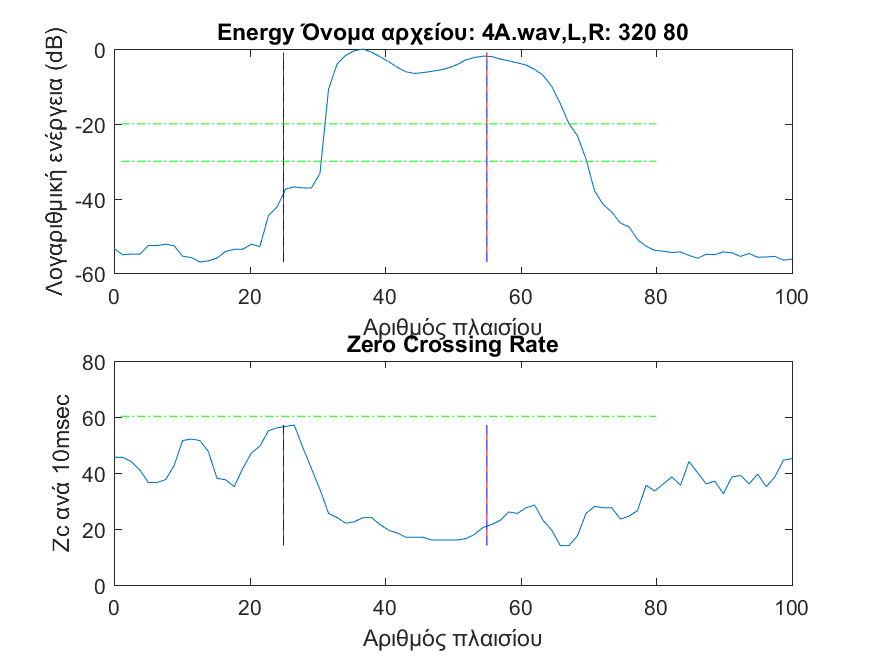 Energy Όνομα αρχείου: 4A.wav,L,R: 320 80
Λογαριθμική ενέργεια (dB)
0
-20
-40
-60
0 20 40 60 80 100
Αριθμός πλαισίου
Zero Crossing Rate
Zc ανά 10msec
80
60
40
20
0
0 20 40 60 80 100
Αριθμός πλαισίου